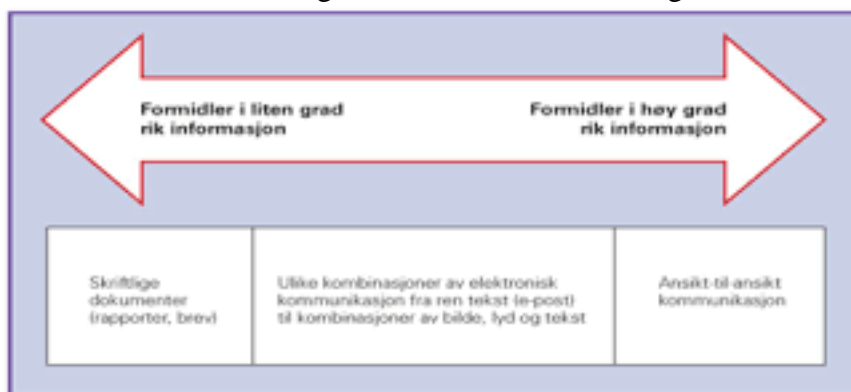 Formidler i liten grad
rik informasjon
Formidler i høy grad
rik informasjon
Skriftlige
dokumenter
(rapporter, brev)
Ulike kombinasjoner av elektronisk
kommunikasjon fra ren tekst (e-post)
til kombinasjoner av bilde, lyd og tekst
Ansikt-til-ansikt
kommunikasjon